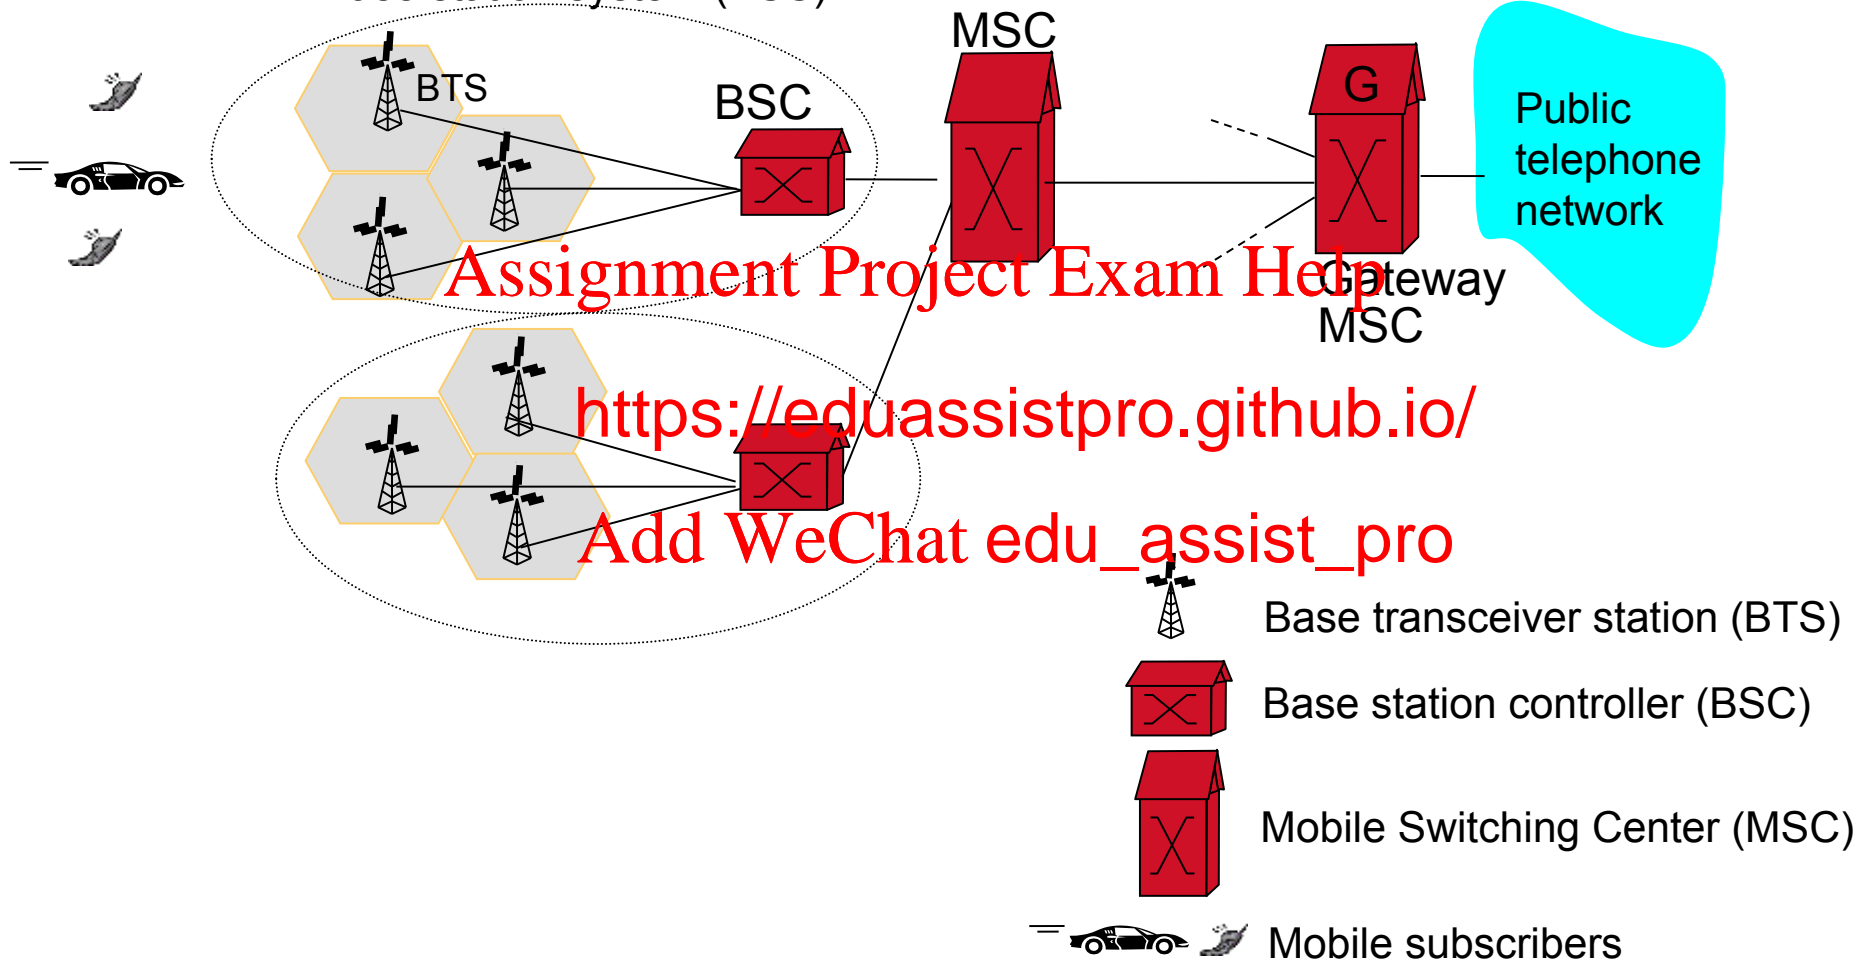 MSC
BTS
BSC
G
Public
telephone
network
Assignment Project Exam Help
Gateway
MSC
https://eduassistpro.github.io/
Add WeChat edu_assist_pro
Base transceiver station (BTS)
Base station controller (BSC)
Mobile Switching Center (MSC)
Mobile subscribers